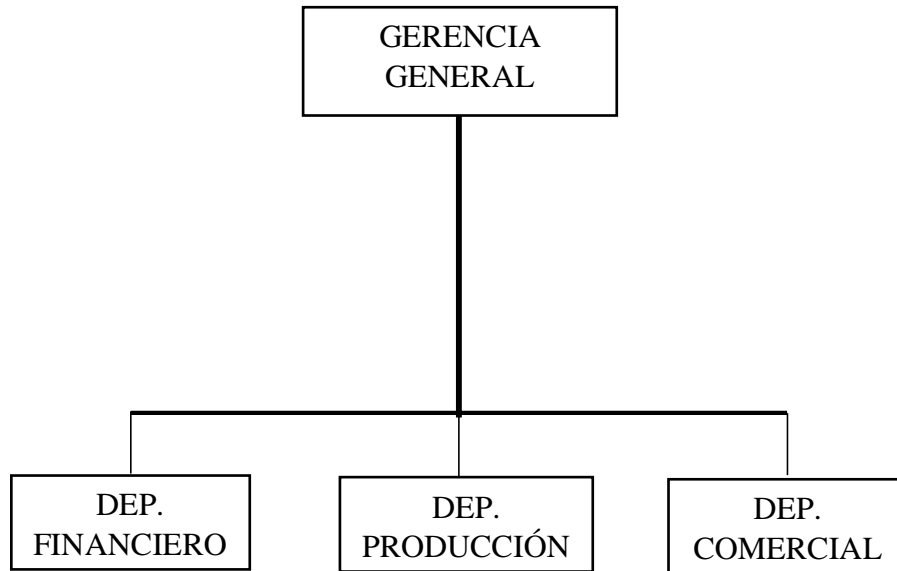 GERENCIA
GENERAL
DEP.
FINANCIERO
DEP.
PRODUCCIÓN
DEP.
COMERCIAL